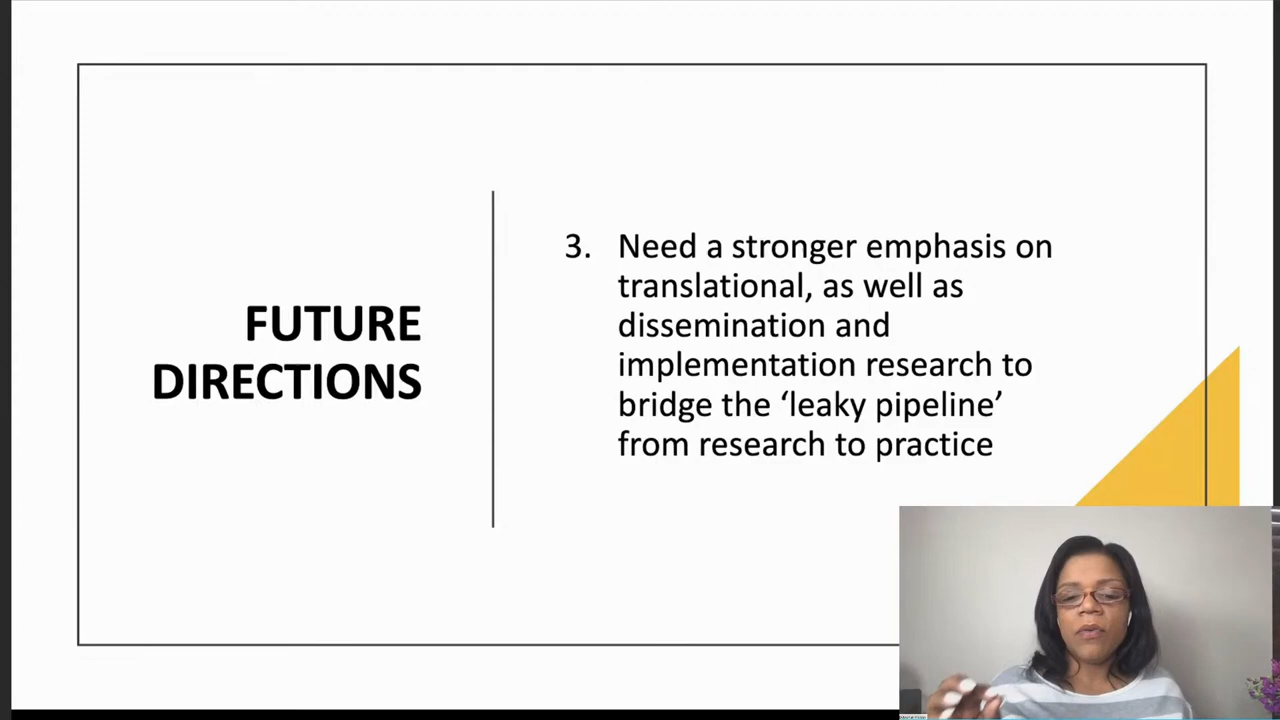 FUTURE
DIRECTIONS
3. Need a stronger emphasis on
translational, as well as
dissemination and
implementation research to
bridge the ‘leaky pipeline’
from research to practice